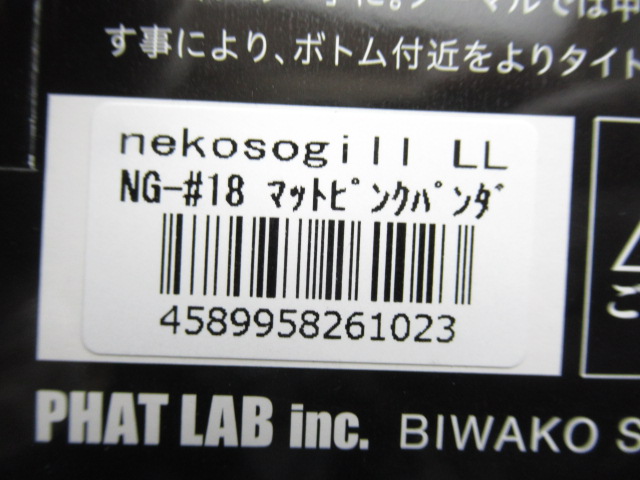 す事により、ボトム付近をよりタイト
nekosogill LL
NG-#18 ﾏｯﾄﾋﾟﾝｸﾊﾟﾝﾀﾞ
4589958261023
ご
PHAT LAB inc. BIWAKO S